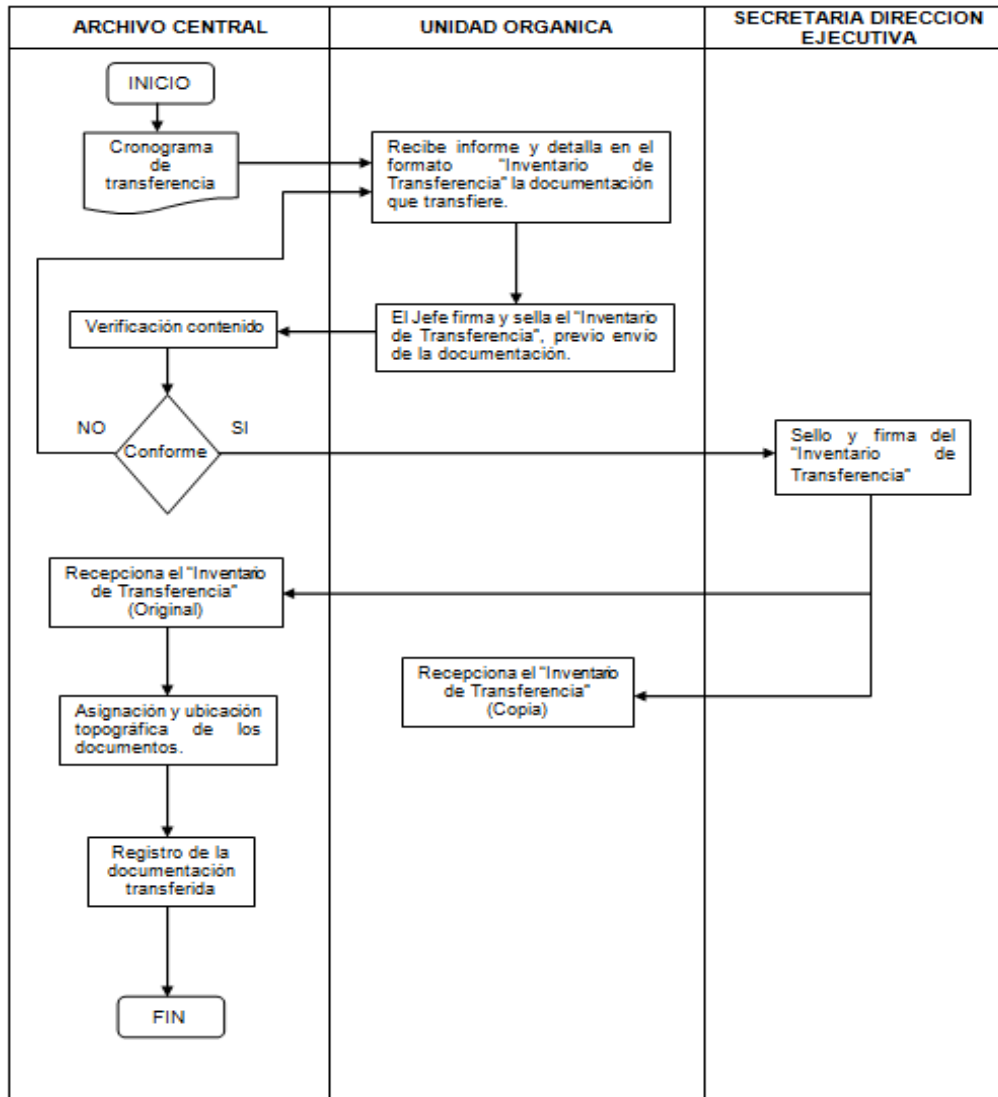 ARCHIVO CENTRAL
UNIDAD ORGANICA
SECRETARIA DIRECCION
EJECUTIVA
INICIO
Cronograma
de
transferencia
Recibe informe y detalla en el
formato "Inventario de
Transferencia" la documentación
que transfiere.
El Jefe firma y sella el "Inventario
de Transferencia", previo envío
de la documentación.
Verificación contenido
NO
SI
Conforme
Sello y firma del
"Inventario de
Transferencia"
Recepciona el "Inventario
de Transferencia"
(Original)
Recepciona el "Inventario
de Transferencia"
(Copia)
Asignación y ubicación
topográfica de los
documentos.
Registro de la
documentación
transferida
FIN